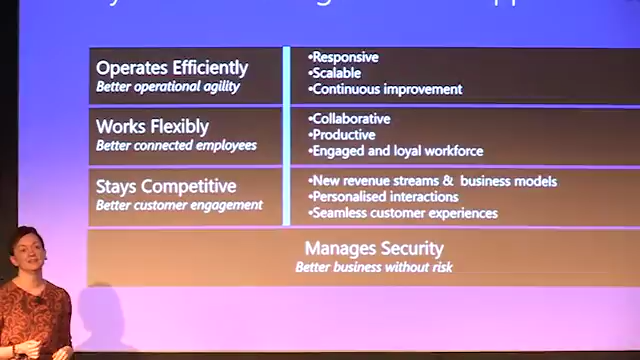 Operates Efficiently
Better operational agility
•Responsive
•Scalable
•Continuous improvement
Works Flexibly
Better connected employees
•Collaborative
•Productive
•Engaged and loyal workforce
Stays Competitive
Better customer engagement
•New revenue streams & business models
•Personalised interactions
•Seamless customer experiences
Manages Security
Better business without risk